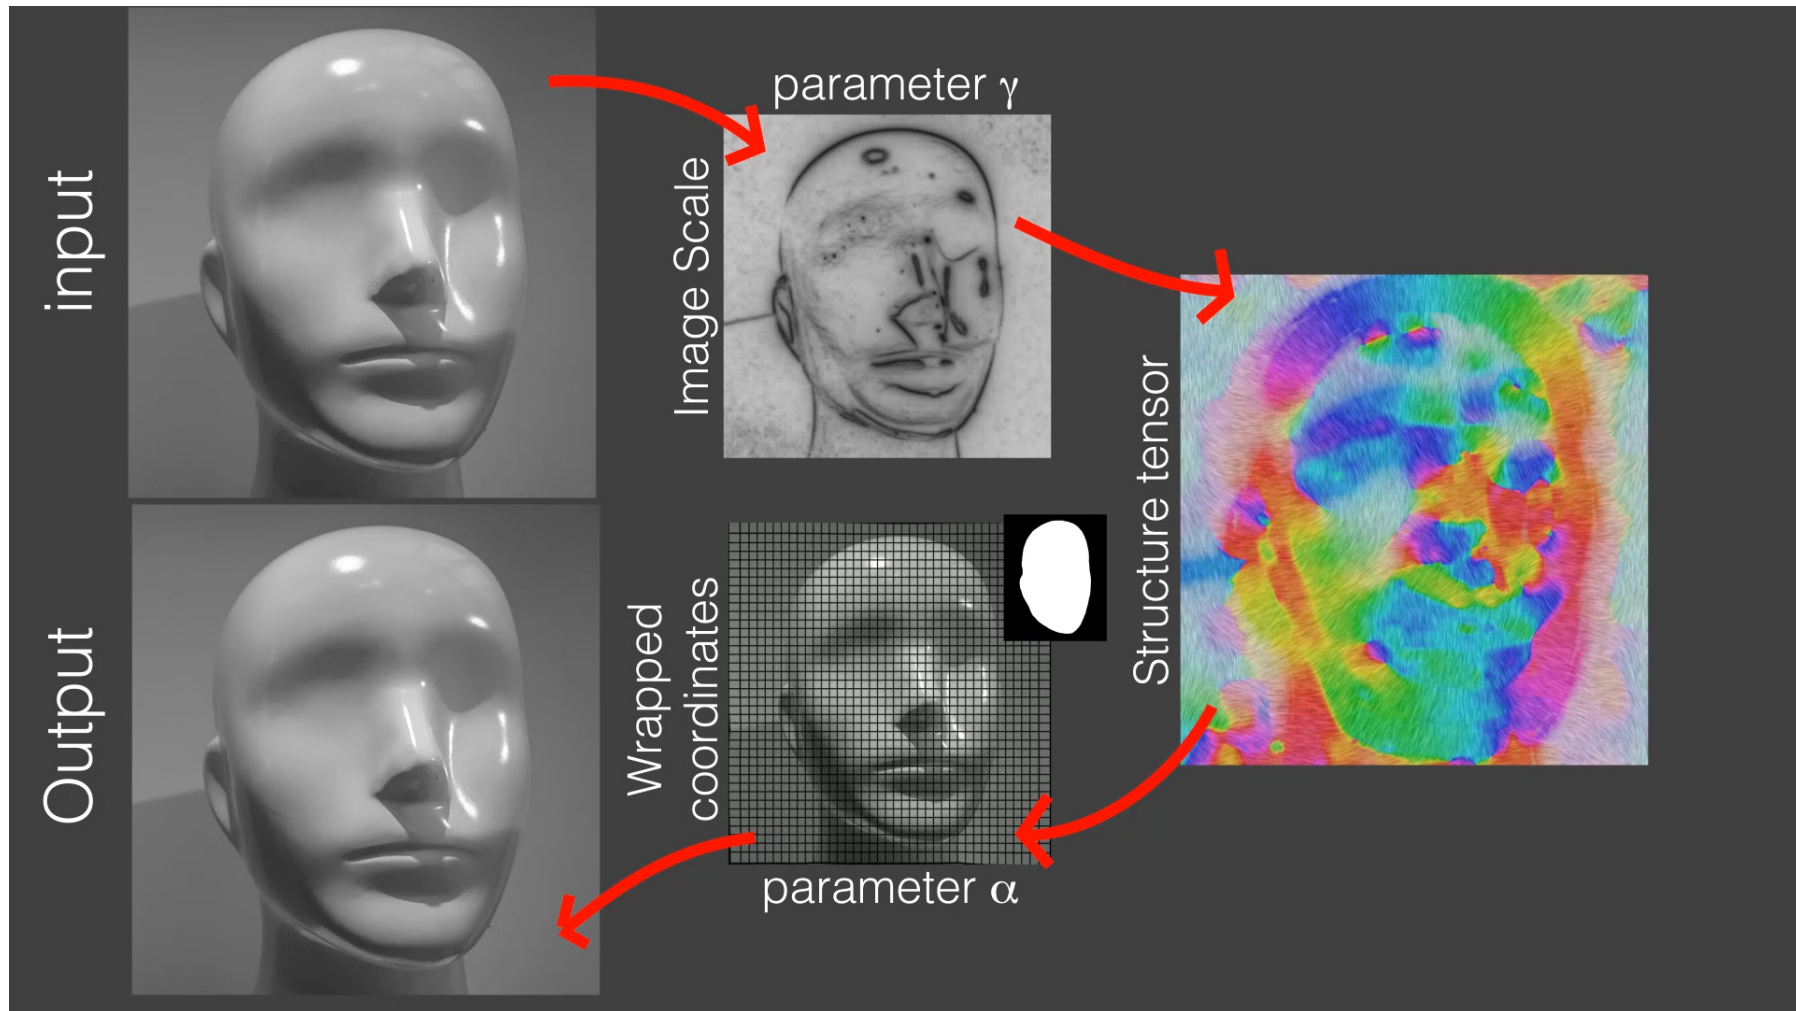 input
parameter γ
Image Scale
Structure tensor
Wrapped
coordinates
parameter α
Output